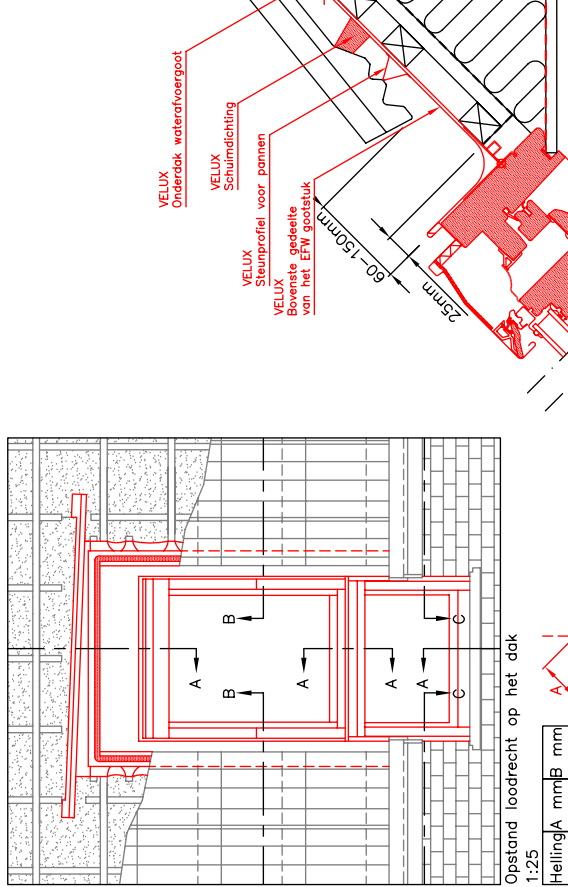 VELUX
Onderdak waterafvoergoot
VELUX
Schuimdichting
VELUX
Steunprofiel voor pannen
VELUX
Bovenste gedeelte
van het EFW gootstuk
60-150mm
25mm
B
B
A
A
A
C
C
Opstand loodrecht op het dak
1:25
Helling A mm B mm
A